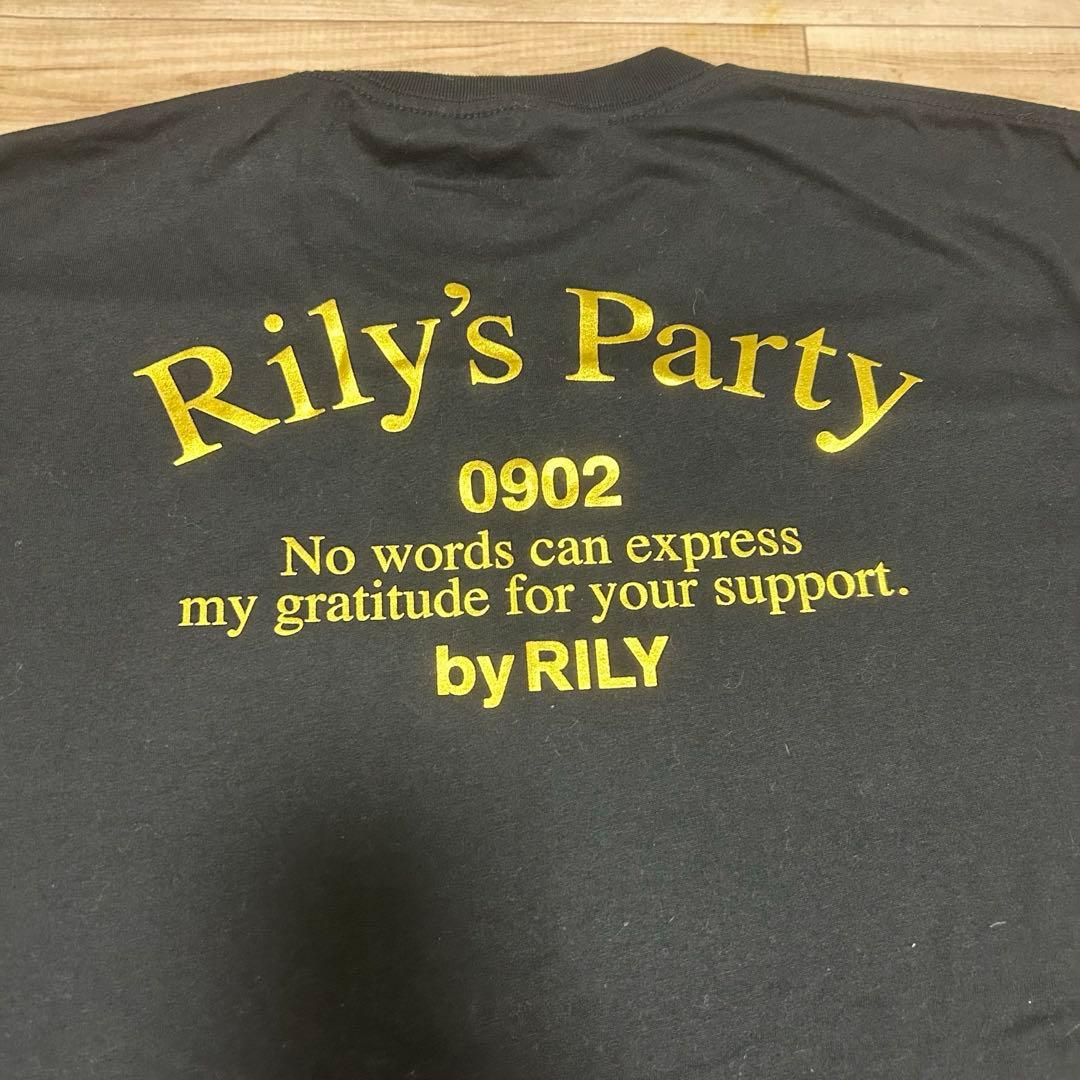 Rily’s Party
0902
No words can express
my gratitude for your support.
by RILY